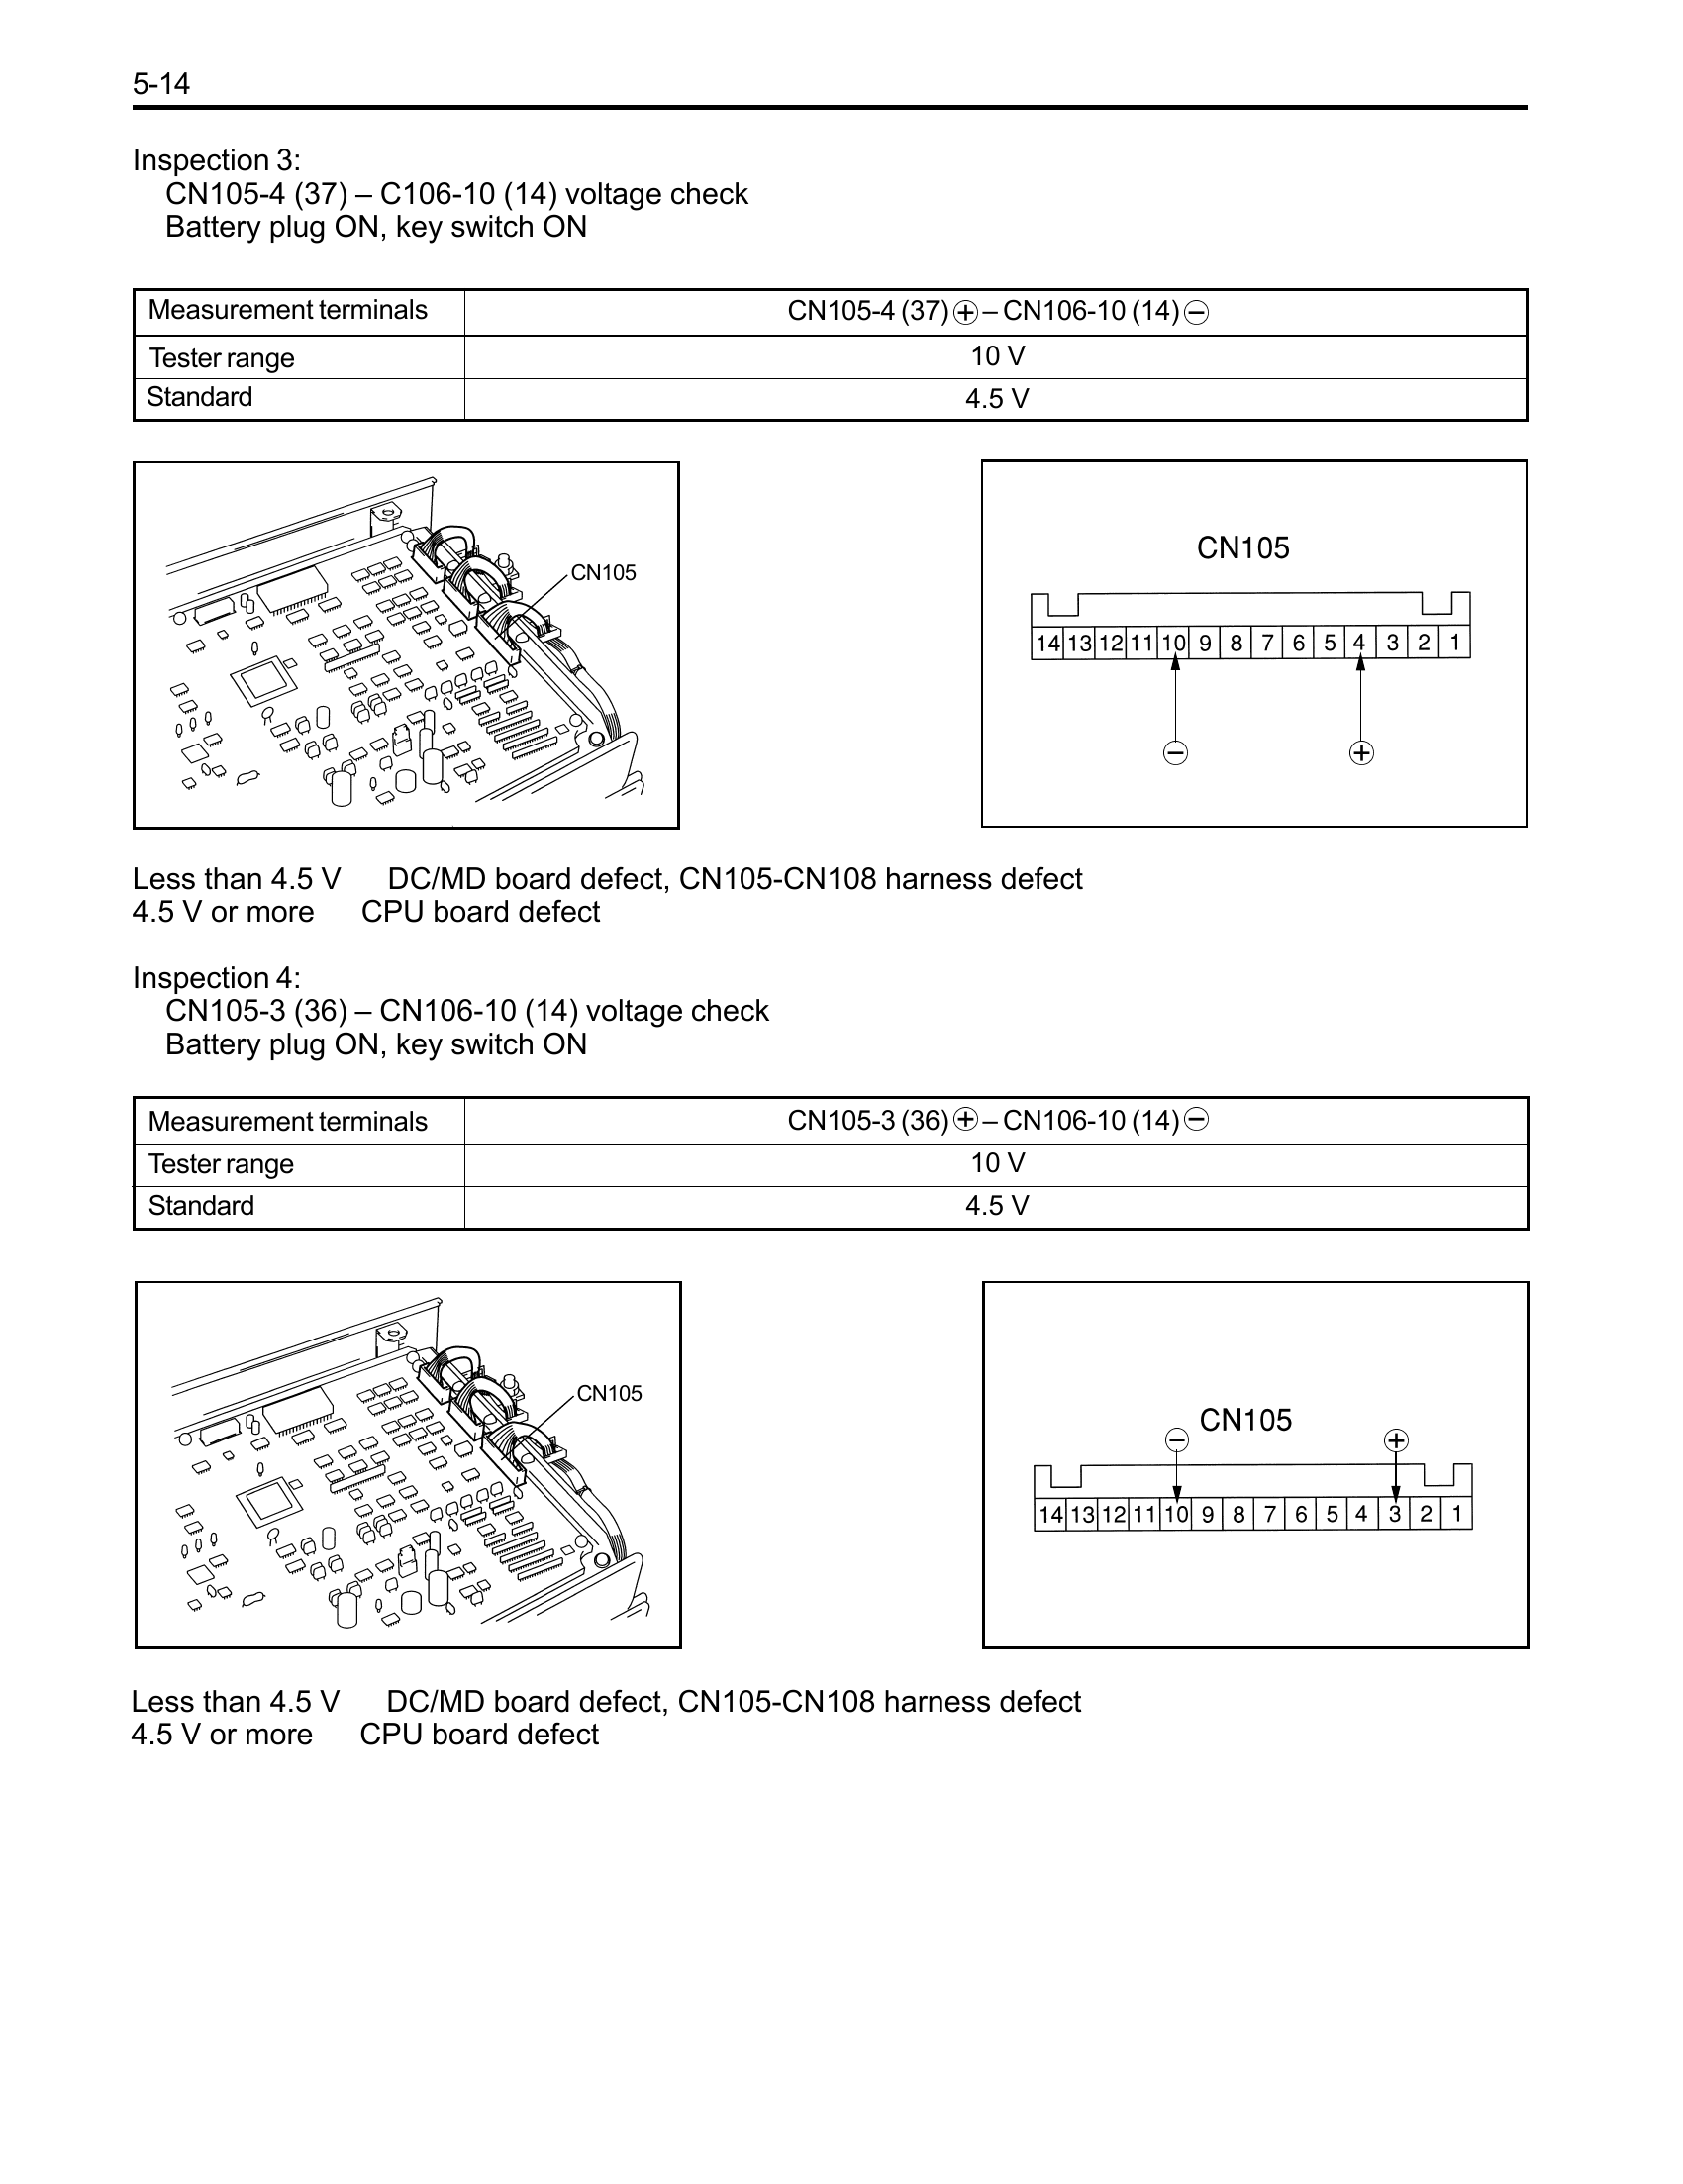 5-14
Inspection 3:
CN105-4 (37) – C106-10 (14) voltage check
Battery plug ON, key switch ON
Measurement terminals CN105-4 (37) ⊕ – CN106-10 (14) ⊖
Tester range 10 V
Standard 4.5 V
CN105
CN105
14 13 12 11 10 9 8 7 6 5 4 3 2 1
⊖ ⊕
Less than 4.5 V DC/MD board defect, CN105-CN108 harness defect
4.5 V or more CPU board defect
Inspection 4:
CN105-3 (36) – CN106-10 (14) voltage check
Battery plug ON, key switch ON
Measurement terminals CN105-3 (36) ⊕ – CN106-10 (14) ⊖
Tester range 10 V
Standard 4.5 V
CN105
CN105
⊖ ⊕
14 13 12 11 10 9 8 7 6 5 4 3 2 1
Less than 4.5 V DC/MD board defect, CN105-CN108 harness defect
4.5 V or more CPU board defect